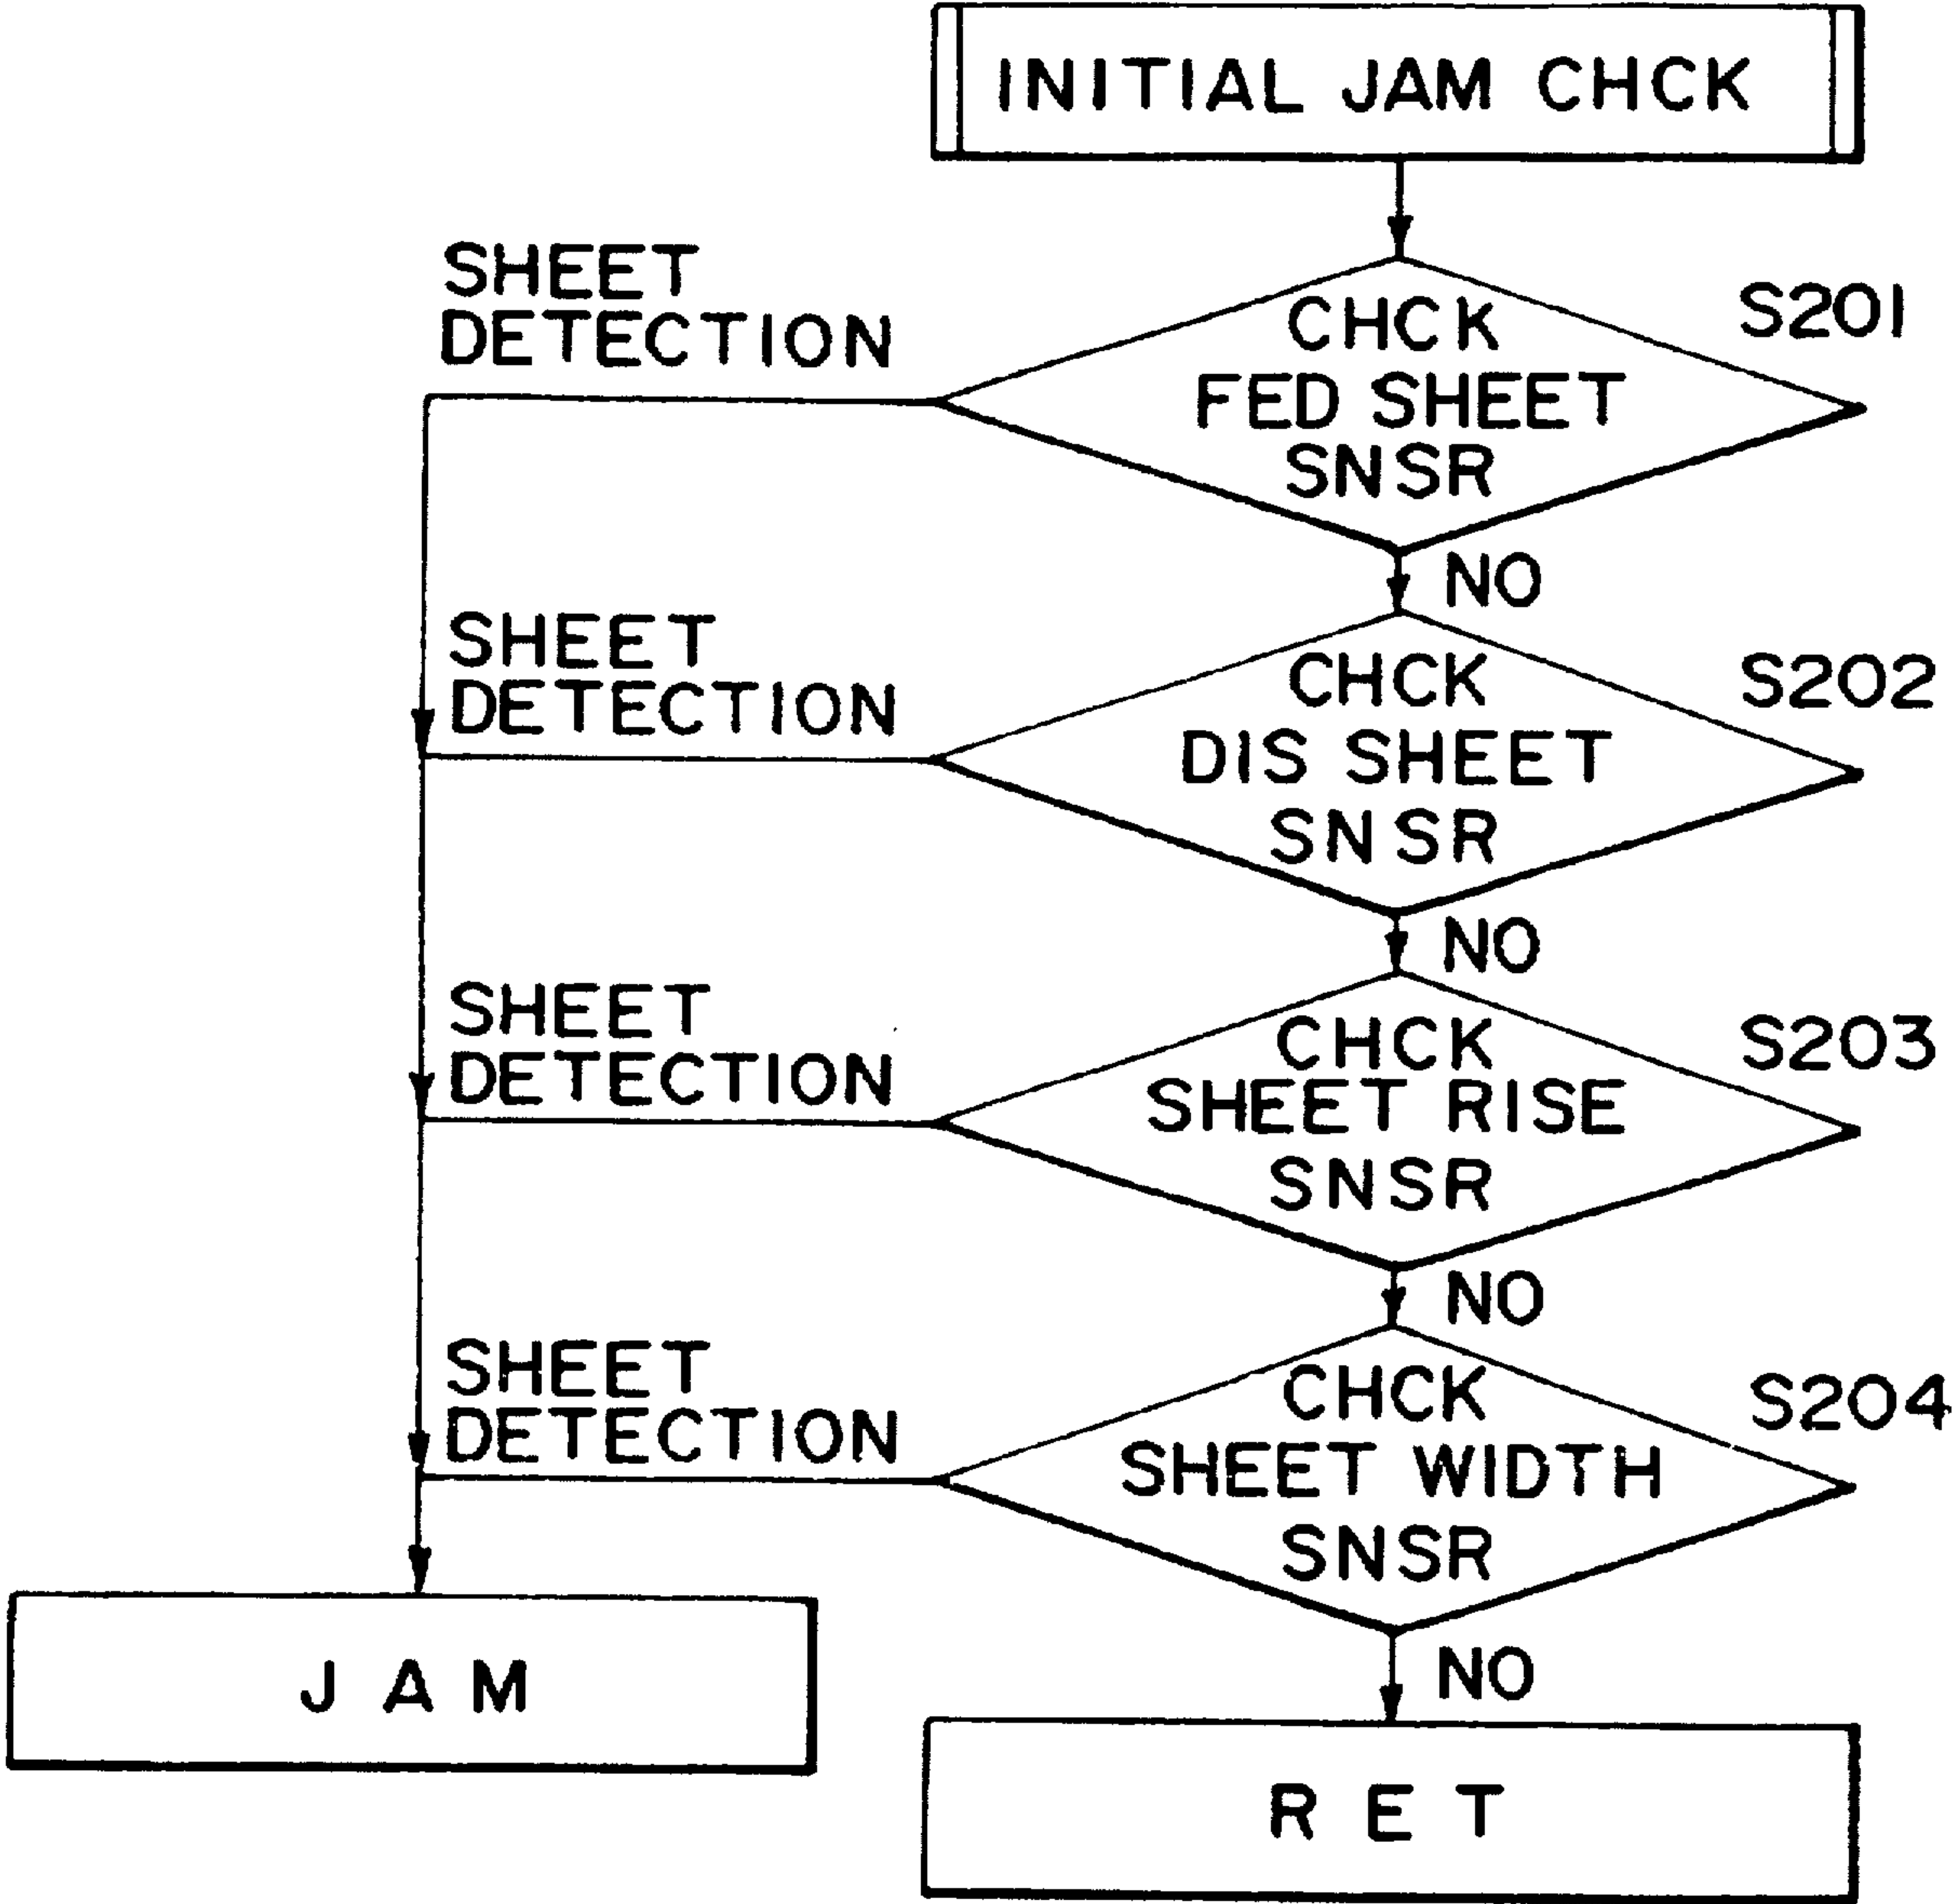 INITIAL JAM CHCK
SHEET
DETECTION
CHCK
FED SHEET
SNSR
S201
NO
SHEET
DETECTION
CHCK
DIS SHEET
SNSR
S202
NO
SHEET
DETECTION
CHCK
SHEET RISE
SNSR
S203
NO
SHEET
DETECTION
CHCK
SHEET WIDTH
SNSR
S204
NO
JAM
RET